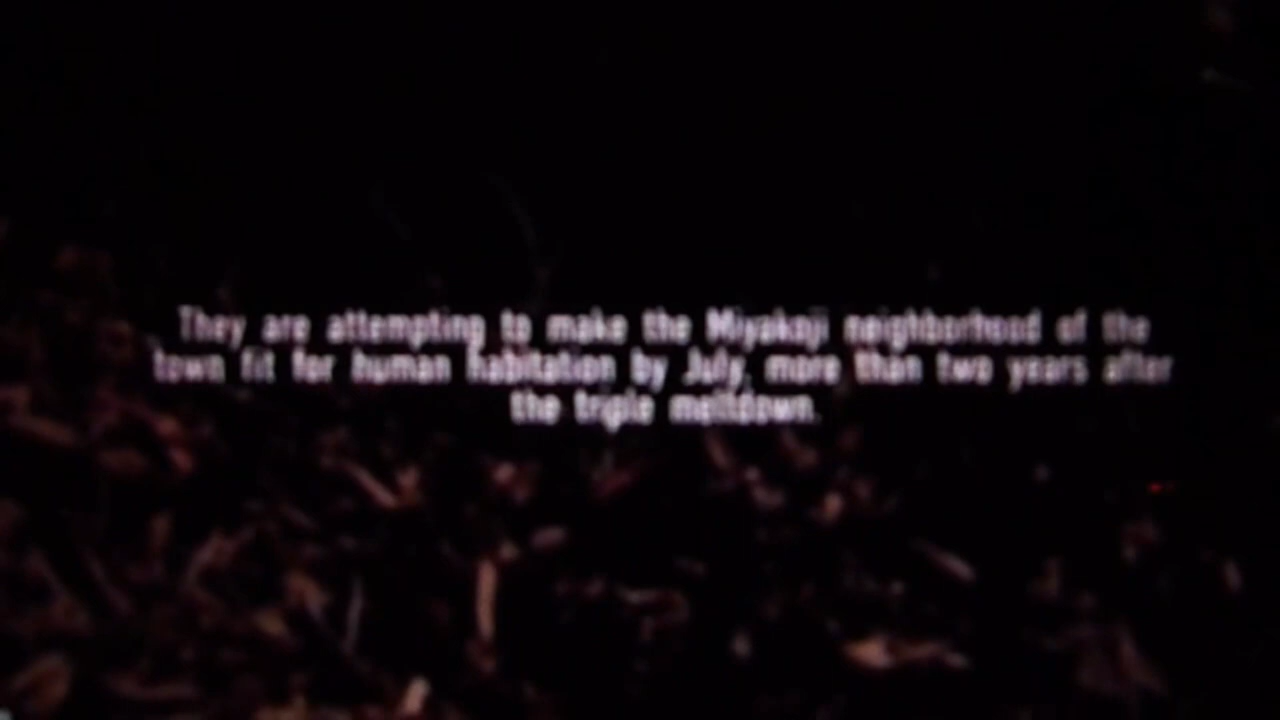 They are attempting to make the Miyakoji neighborhood of the
town fit for human habitation by July, more than two years after
the triple meltdown.